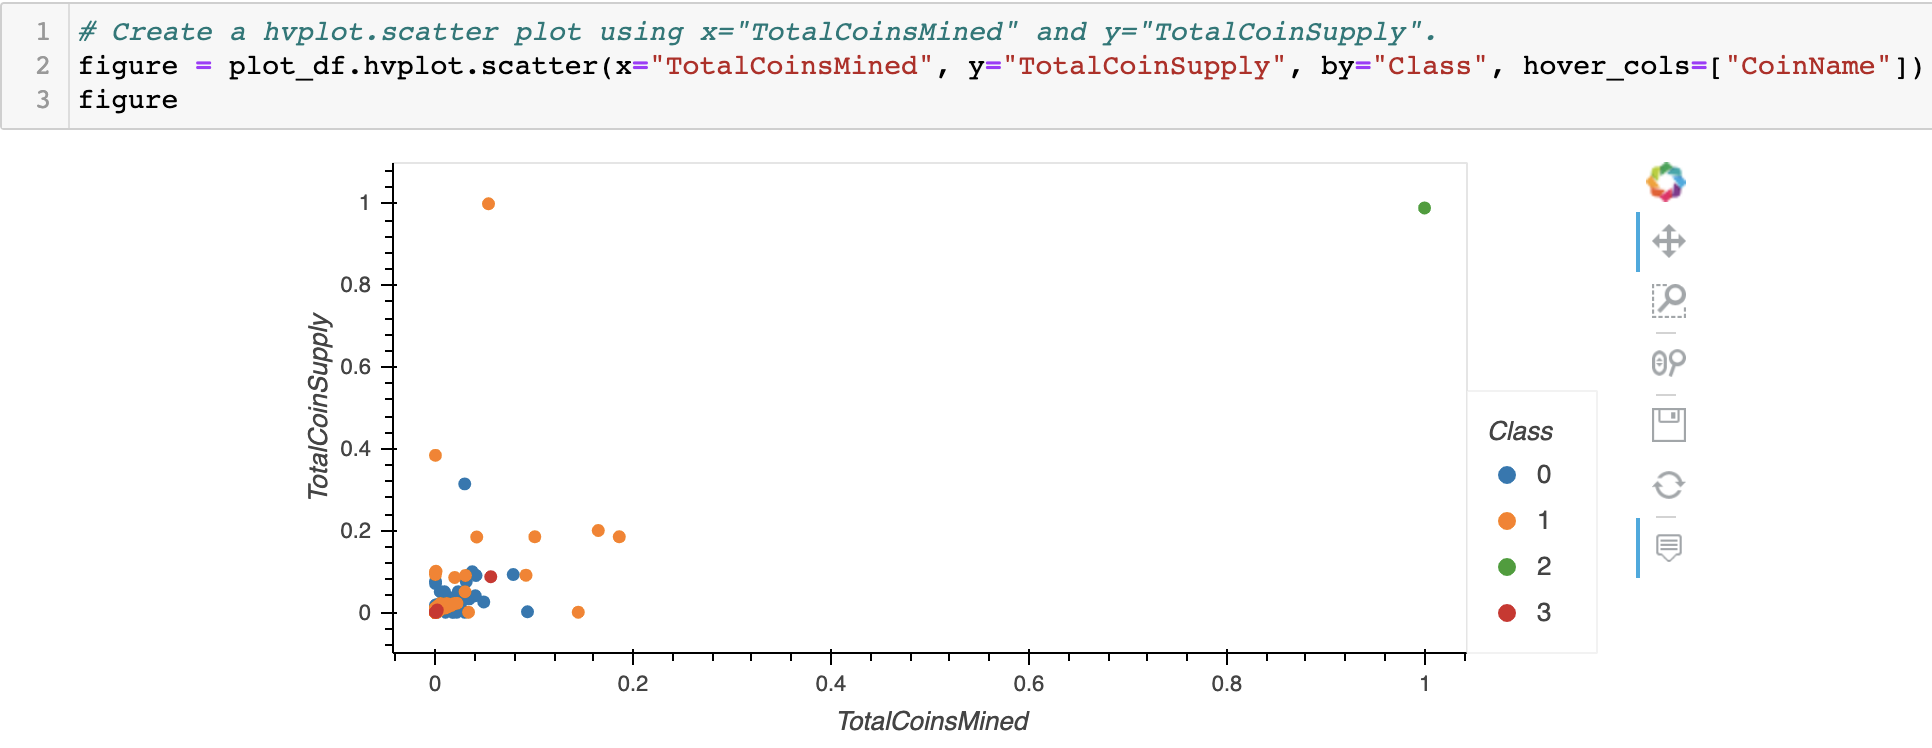 1 # Create a hvplot.scatter plot using x="TotalCoinsMined" and y="TotalCoinSupply".
2 figure = plot_df.hvplot.scatter(x="TotalCoinsMined", y="TotalCoinSupply", by="Class", hover_cols=["CoinName"])
3 figure
1
0.8
0.6
0.4
0.2
0
TotalCoinSupply
0 0.2 0.4 0.6 0.8 1
TotalCoinsMined
Class
0
1
2
3